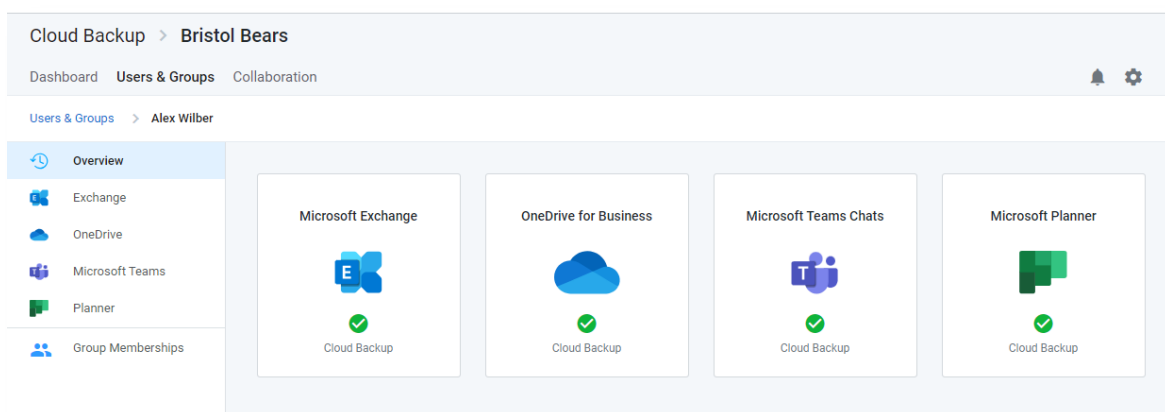 Cloud Backup > Bristol Bears
Dashboard Users & Groups Collaboration
Users & Groups > Alex Wilber
Overview
Exchange
OneDrive
Microsoft Teams
Planner
Group Memberships
Microsoft Exchange
E
Cloud Backup
OneDrive for Business
Cloud Backup
Microsoft Teams Chats
T
Cloud Backup
Microsoft Planner
Cloud Backup